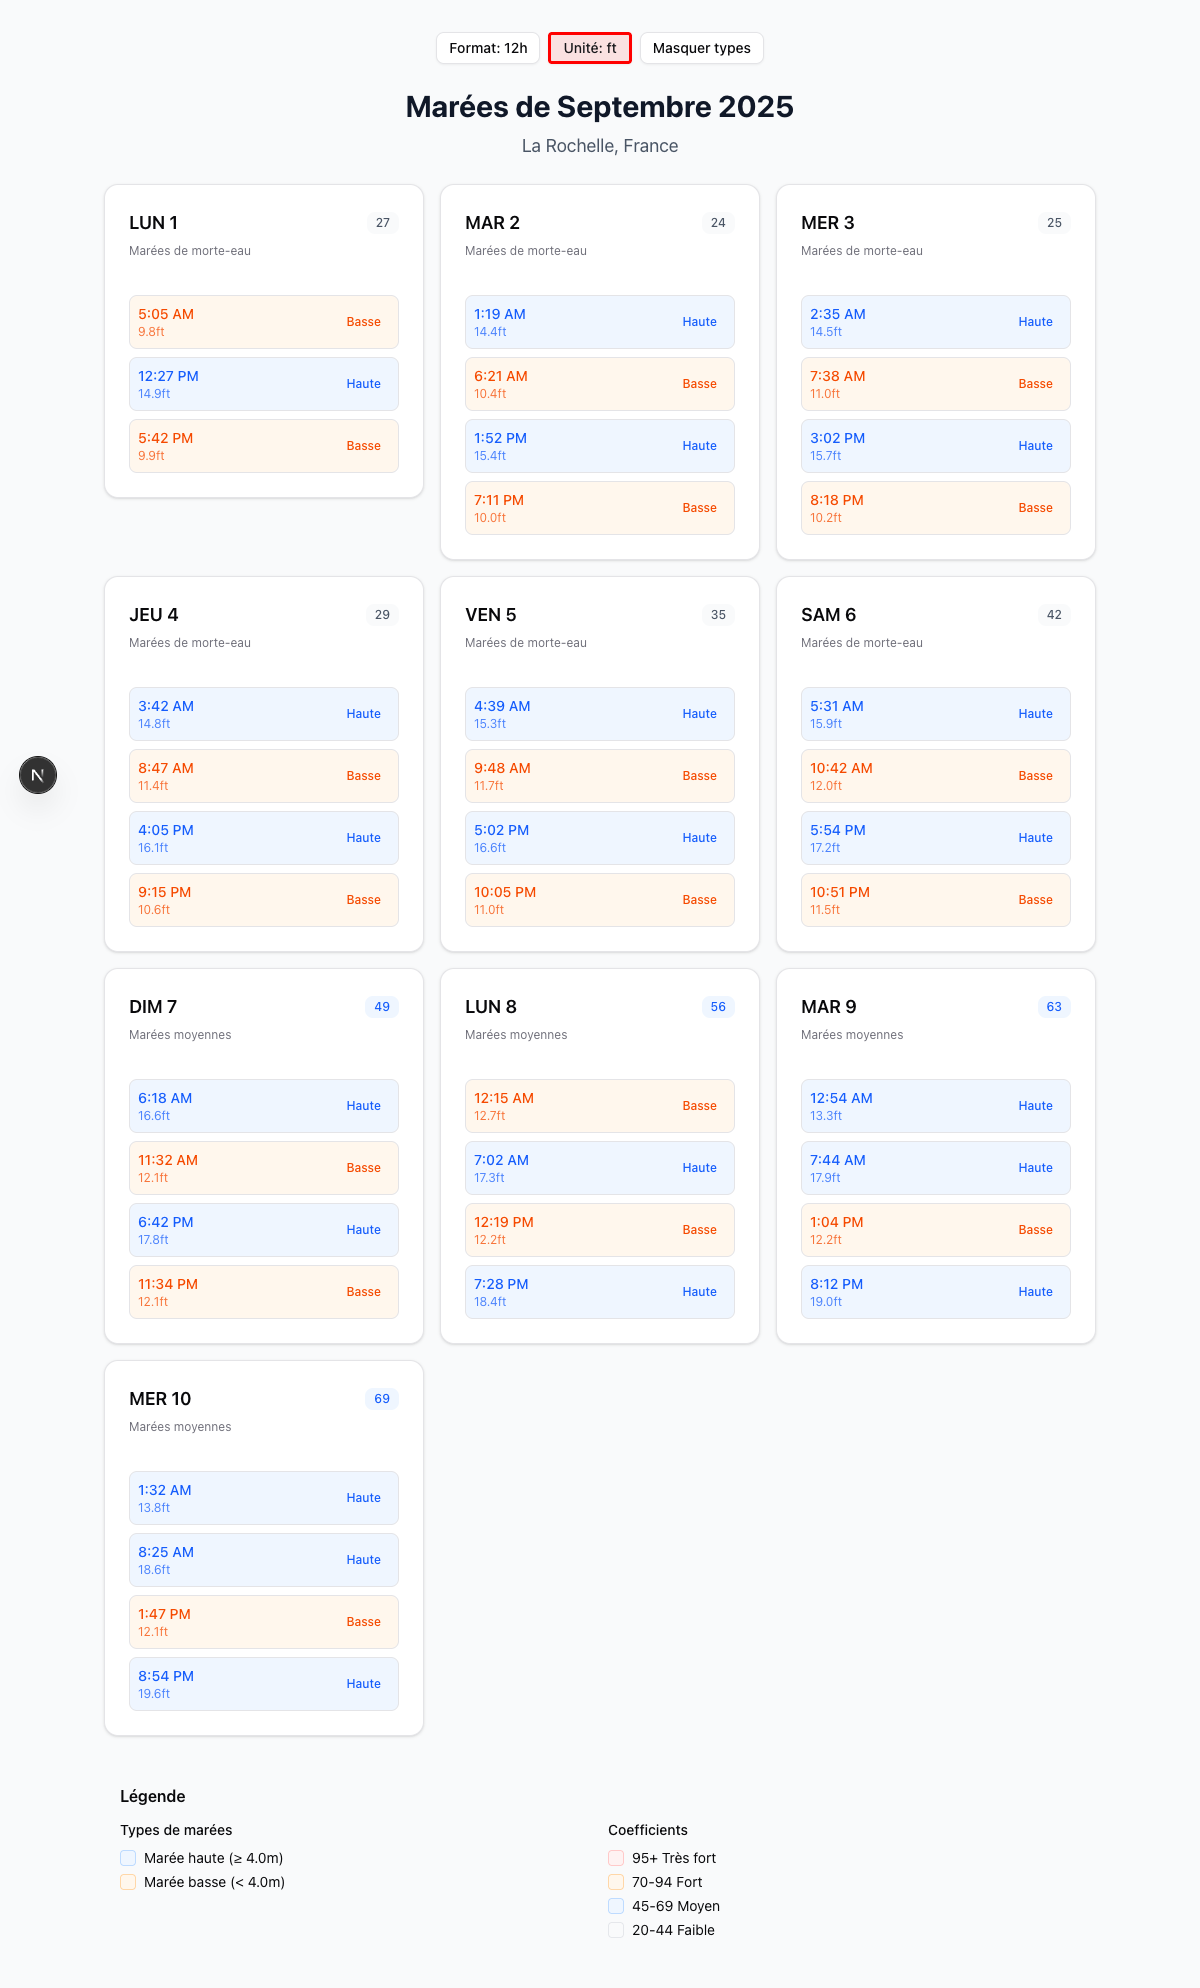 Format: 12h
Unité: ft
Masquer types
Marées de Septembre 2025
La Rochelle, France
LUN 1
27
Marées de morte-eau
5:05 AM
9.8ft
Basse
12:27 PM
14.9ft
Haute
5:42 PM
9.9ft
Basse
MAR 2
24
Marées de morte-eau
1:19 AM
14.4ft
Haute
6:21 AM
10.4ft
Basse
1:52 PM
15.4ft
Haute
7:11 PM
10.0ft
Basse
MER 3
25
Marées de morte-eau
2:35 AM
14.5ft
Haute
7:38 AM
11.0ft
Basse
3:02 PM
15.7ft
Haute
8:18 PM
10.2ft
Basse
JEU 4
29
Marées de morte-eau
3:42 AM
14.8ft
Haute
8:47 AM
11.4ft
Basse
4:05 PM
16.1ft
Haute
9:15 PM
10.6ft
Basse
VEN 5
35
Marées de morte-eau
4:39 AM
15.3ft
Haute
9:48 AM
11.7ft
Basse
5:02 PM
16.6ft
Haute
10:05 PM
11.0ft
Basse
SAM 6
42
Marées de morte-eau
5:31 AM
15.9ft
Haute
10:42 AM
12.0ft
Basse
5:54 PM
17.2ft
Haute
10:51 PM
11.5ft
Basse
N
DIM 7
49
Marées moyennes
6:18 AM
16.6ft
Haute
11:32 AM
12.1ft
Basse
6:42 PM
17.8ft
Haute
11:34 PM
12.1ft
Basse
LUN 8
56
Marées moyennes
12:15 AM
12.7ft
Basse
7:02 AM
17.3ft
Haute
12:19 PM
12.2ft
Basse
7:28 PM
18.4ft
Haute
MAR 9
63
Marées moyennes
12:54 AM
13.3ft
Haute
7:44 AM
17.9ft
Haute
1:04 PM
12.2ft
Basse
8:12 PM
19.0ft
Haute
MER 10
69
Marées moyennes
1:32 AM
13.8ft
Haute
8:25 AM
18.6ft
Haute
1:47 PM
12.1ft
Basse
8:54 PM
19.6ft
Haute
Légende
Types de marées
Marée haute (≥ 4.0m)
Marée basse (< 4.0m)
Coefficients
95+ Très fort
70-94 Fort
45-69 Moyen
20-44 Faible